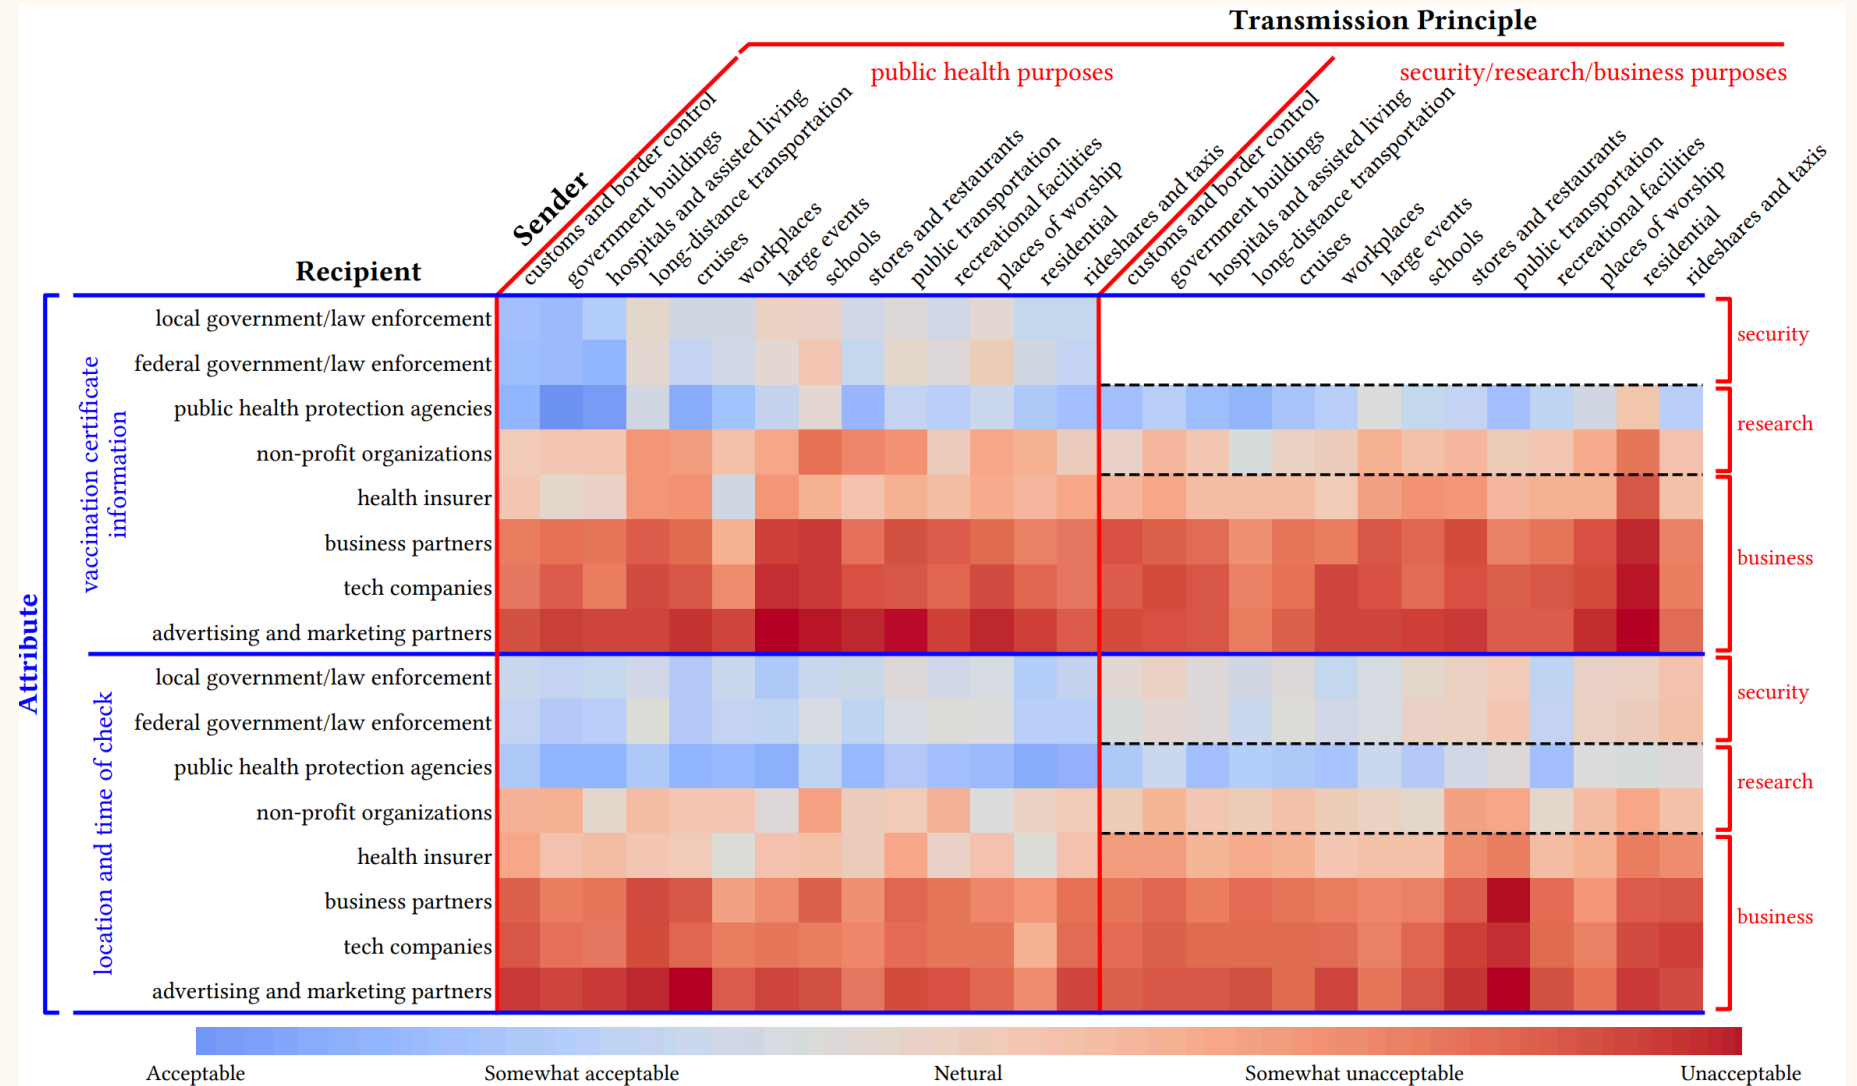 Transmission Principle
public health purposes
security/research/business purposes
Sender
customs and border control
government buildings
hospitals and assisted living
long-distance transportation
cruises
workplaces
large events
schools
stores and restaurants
public transportation
recreational facilities
places of worship
residential
rideshares and taxis
customs and border control
government buildings
hospitals and assisted living
long-distance transportation
cruises
workplaces
large events
schools
stores and restaurants
public transportation
recreational facilities
places of worship
residential
rideshares and taxis
Recipient
Attribute
vaccination certificate
information
local government/law enforcement
federal government/law enforcement
public health protection agencies
non-profit organizations
health insurer
business partners
tech companies
advertising and marketing partners
security
research
business
location and time of check
local government/law enforcement
federal government/law enforcement
public health protection agencies
non-profit organizations
health insurer
business partners
tech companies
advertising and marketing partners
security
research
business
Acceptable
Somewhat acceptable
Netural
Somewhat unacceptable
Unacceptable